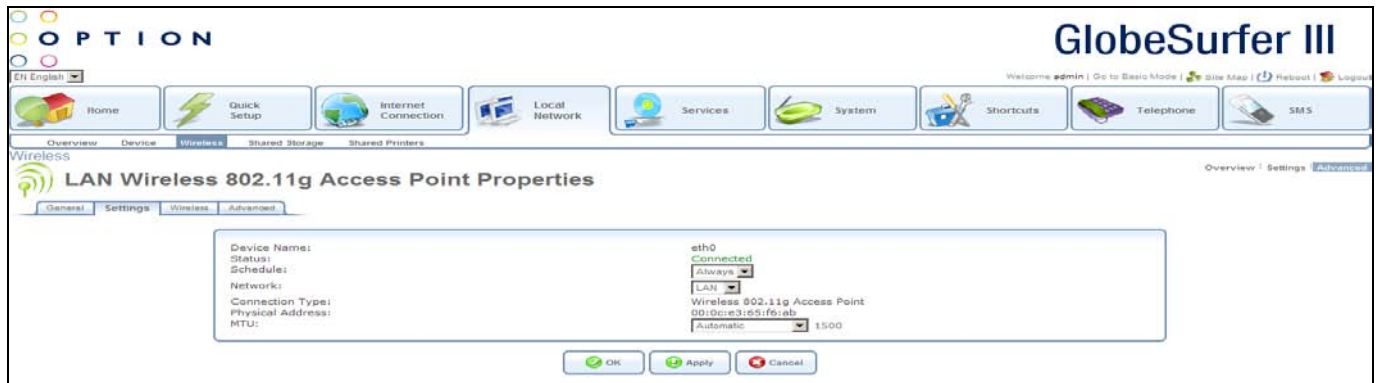 OPTION
GlobeSurfer III
EN English
Welcome admin | Go to Basic Mode | Site Map | Reboot | Logout
Home
Quick Setup
Internet Connection
Local Network
Services
System
Shortcuts
Telephone
SMS
Overview Device Wireless Shared Storage Shared Printers
Wireless
Overview Settings Advanced
LAN Wireless 802.11g Access Point Properties
General Settings Wireless Advanced
Device Name: eth0
Status: Connected
Schedule: Always
Network: LAN
Connection Type: Wireless 802.11g Access Point
Physical Address: 00:0c:e3:65:f6:ab
MTU: Automatic 1500
OK Apply Cancel